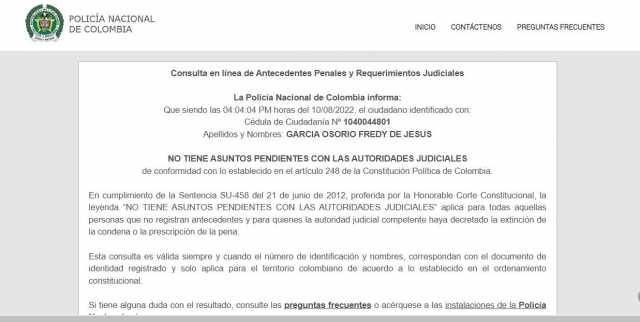 POLICÍA NACIONAL
DE COLOMBIA
INICIO CONTÁCTENOS PREGUNTAS FRECUENTES
Consulta en línea de Antecedentes Penales y Requerimientos Judiciales
La Policía Nacional de Colombia informa:
Que siendo las 04:04:04 PM horas del 10/08/2022, el ciudadano identificado con:
Cédula de Ciudadanía Nº 1040044801
Apellidos y Nombres: GARCIA OSORIO FREDY DE JESUS
NO TIENE ASUNTOS PENDIENTES CON LAS AUTORIDADES JUDICIALES
de conformidad con lo establecido en el artículo 248 de la Constitución Política de Colombia.
En cumplimiento de la Sentencia SU-458 del 21 de junio de 2012, proferida por la Honorable Corte Constitucional, la
leyenda “NO TIENE ASUNTOS PENDIENTES CON LAS AUTORIDADES JUDICIALES” aplica para todas aquellas
personas que no registran antecedentes y para quienes la autoridad judicial competente haya decretado la extinción de
la condena o la prescripción de la pena.
Esta consulta es válida siempre y cuando el número de identificación y nombres, correspondan con el documento de
identidad registrado y solo aplica para el territorio colombiano de acuerdo a lo establecido en el ordenamiento
constitucional.
Si tiene alguna duda con el resultado, consulte las preguntas frecuentes o acérquese a las instalaciones de la Policía